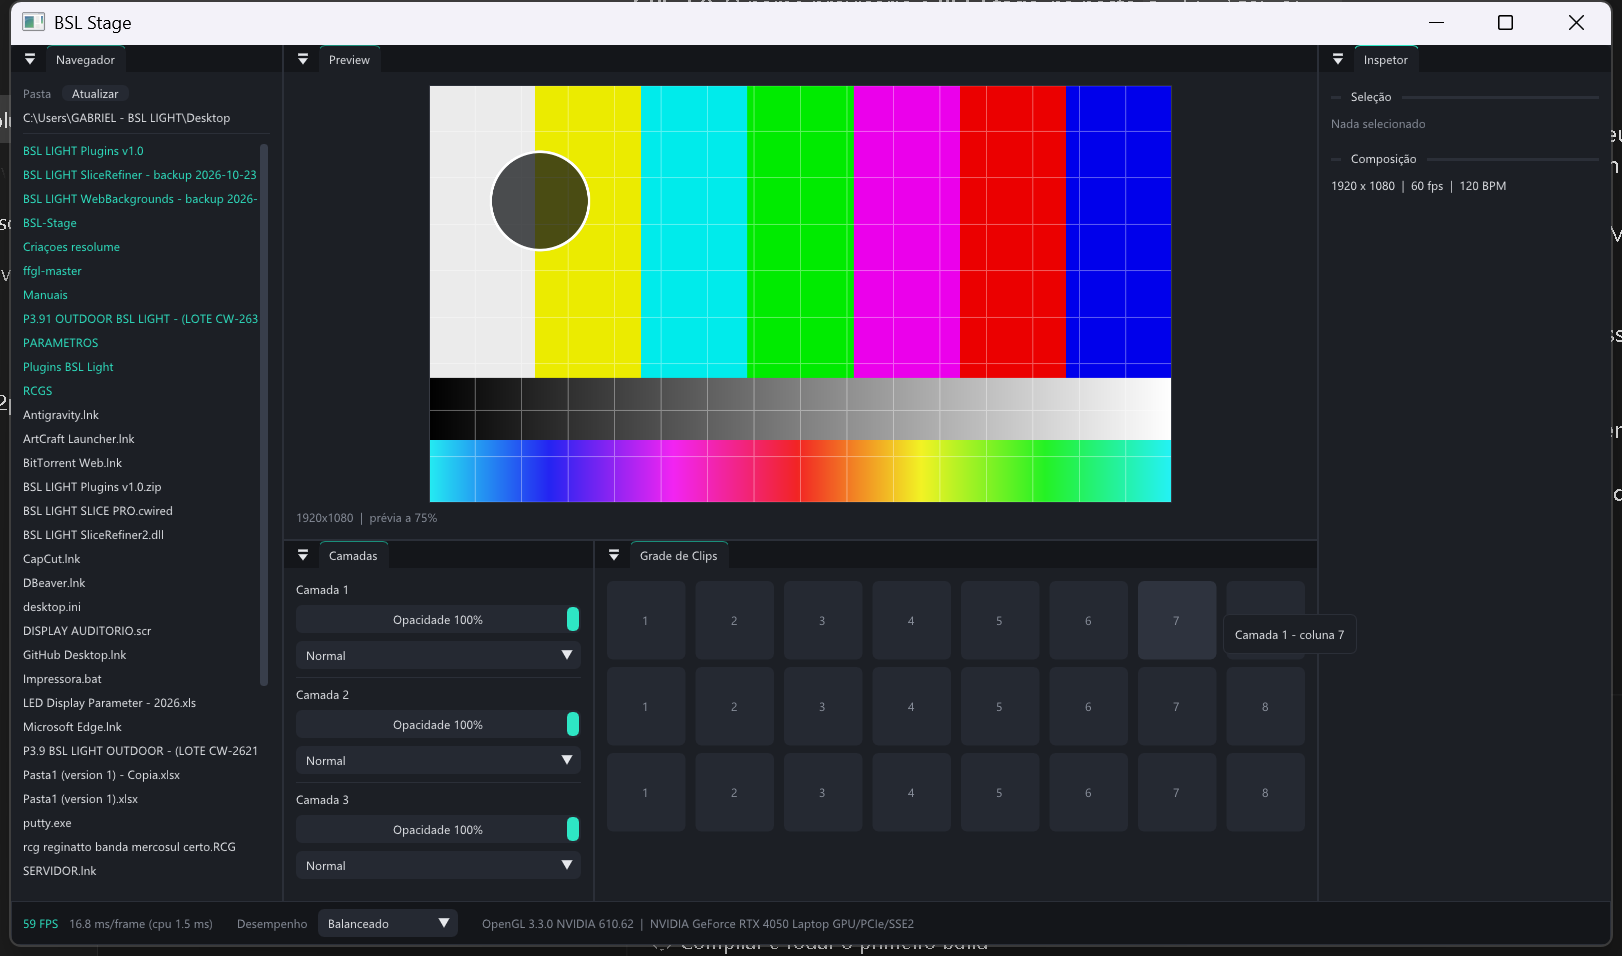 BSL Stage
Navegador
Pasta Atualizar
C:\Users\GABRIEL - BSL LIGHT\Desktop
BSL LIGHT Plugins v1.0
BSL LIGHT SliceRefiner - backup 2026-10-23
BSL LIGHT WebBackgrounds - backup 2026-
BSL-Stage
Criaçoes resolume
ffgl-master
Manuais
P3.91 OUTDOOR BSL LIGHT - (LOTE CW-263
PARAMETROS
Plugins BSL Light
RCGS
Antigravity.lnk
ArtCraft Launcher.lnk
BitTorrent Web.lnk
BSL LIGHT Plugins v1.0.zip
BSL LIGHT SLICE PRO.cwired
BSL LIGHT SliceRefiner2.dll
CapCut.lnk
DBeaver.lnk
desktop.ini
DISPLAY AUDITORIO.scr
GitHub Desktop.lnk
Impressora.bat
LED Display Parameter - 2026.xls
Microsoft Edge.lnk
P3.9 BSL LIGHT OUTDOOR - (LOTE CW-2621
Pasta1 (version 1) - Copia.xlsx
Pasta1 (version 1).xlsx
putty.exe
rcg reginatto banda mercosul certo.RCG
SERVIDOR.lnk
Preview
1920x1080 | prévia a 75%
Camadas
Camada 1
Opacidade 100%
Normal
Camada 2
Opacidade 100%
Normal
Camada 3
Opacidade 100%
Normal
Grade de Clips
1 2 3 4 5 6 7
Camada 1 - coluna 7
1 2 3 4 5 6 7 8
1 2 3 4 5 6 7 8
Inspetor
Seleção
Nada selecionado
Composição
1920 x 1080 | 60 fps | 120 BPM
59 FPS 16.8 ms/frame (cpu 1.5 ms) Desempenho Balanceado OpenGL 3.3.0 NVIDIA 610.62 | NVIDIA GeForce RTX 4050 Laptop GPU/PCIe/SSE2
Compilar e rodar o primeiro build